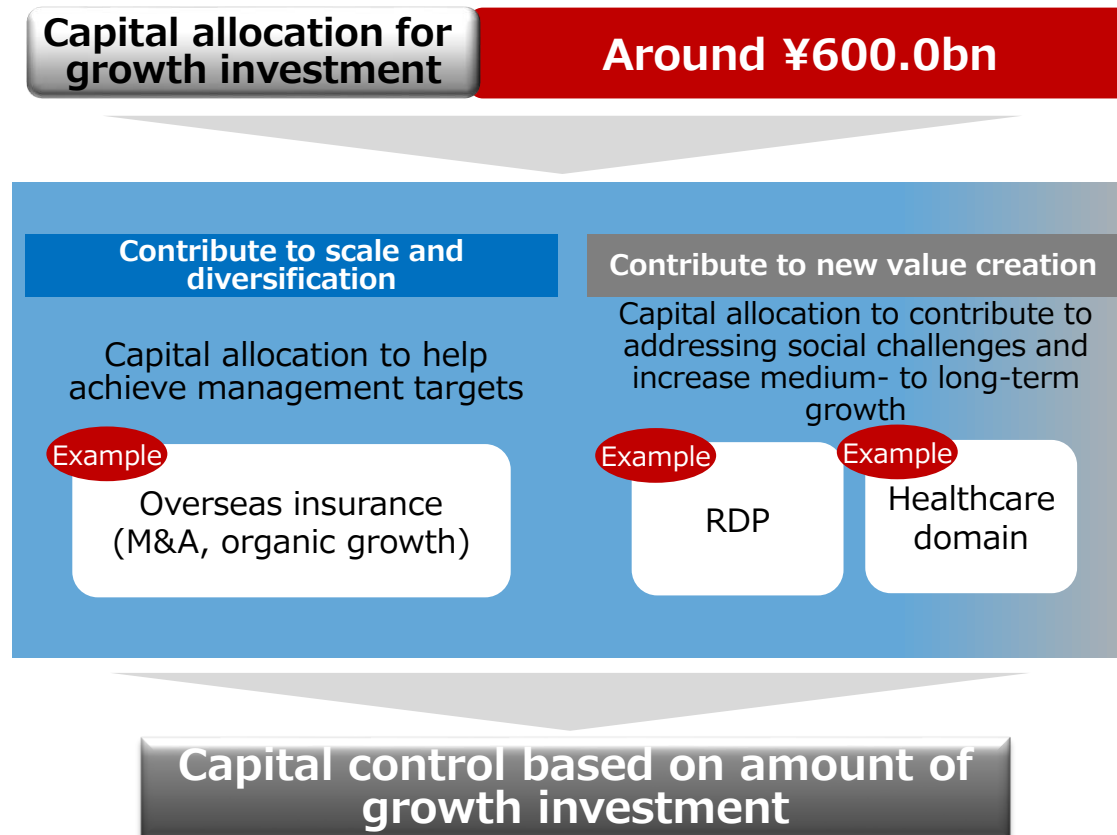 Capital allocation for
growth investment
Around ¥600.0bn
Contribute to scale and
diversification
Capital allocation to help
achieve management targets
Example
Overseas insurance
(M&A, organic growth)
Contribute to new value creation
Capital allocation to contribute to
addressing social challenges and
increase medium- to long-term
growth
Example
RDP
Example
Healthcare
domain
Capital control based on amount of
growth investment